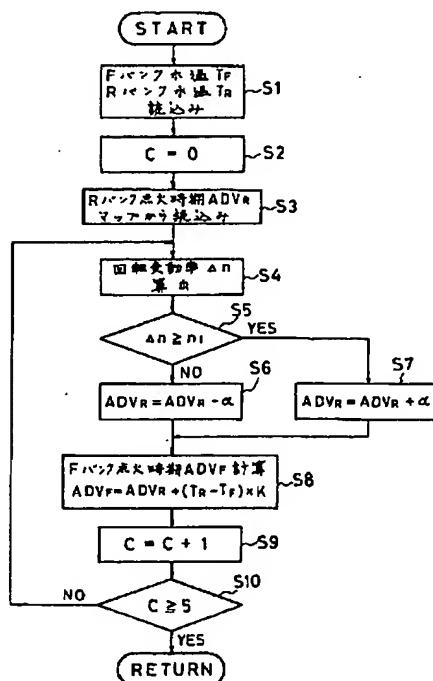 START
Fバンク水温TF
Rバンク水温TR
読込み
S1
C = 0
S2
Rバンク点火時期ADVR
マップから読込み
S3
回転変動率 Δn
算出
S4
S5
Δn ≧ n1
YES
NO
S6
ADVR = ADVR - α
S7
ADVR = ADVR + α
Fバンク点火時期ADVF計算
ADVF = ADVR + (TR - TF) × K
S8
C = C + 1
S9
S10
NO
C ≧ 5
YES
RETURN